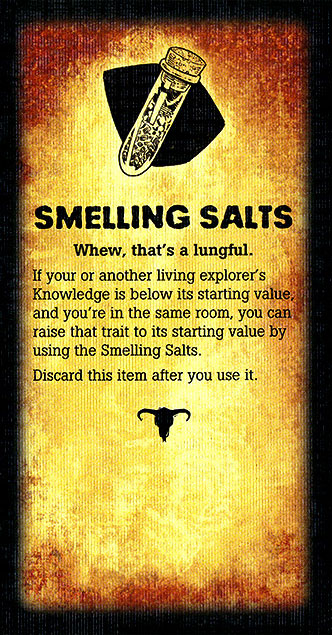 SMELLING SALTS
Whew, that's a lungful.
If your or another living explorer's
Knowledge is below its starting value,
and you're in the same room, you can
raise that trait to its starting value by
using the Smelling Salts.
Discard this item after you use it.